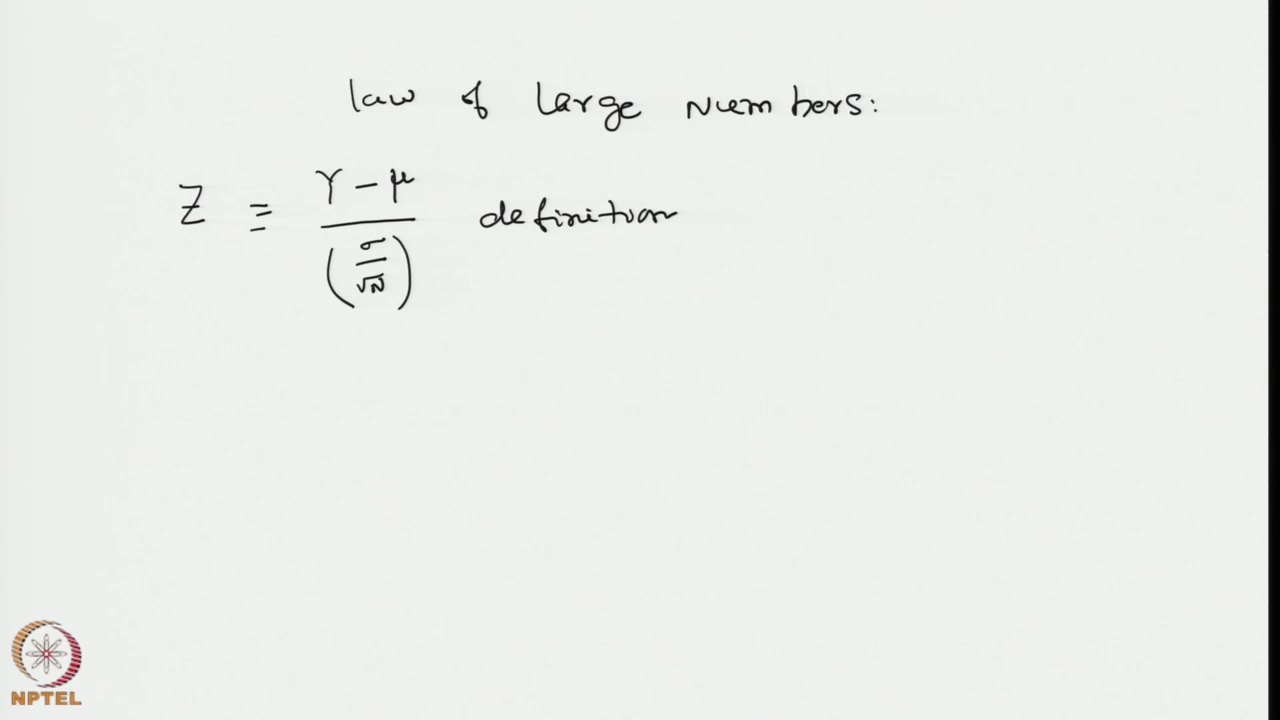 law of large Numbers:
Z ≡ (Y - μ) / (σ/√N) definition
NPTEL